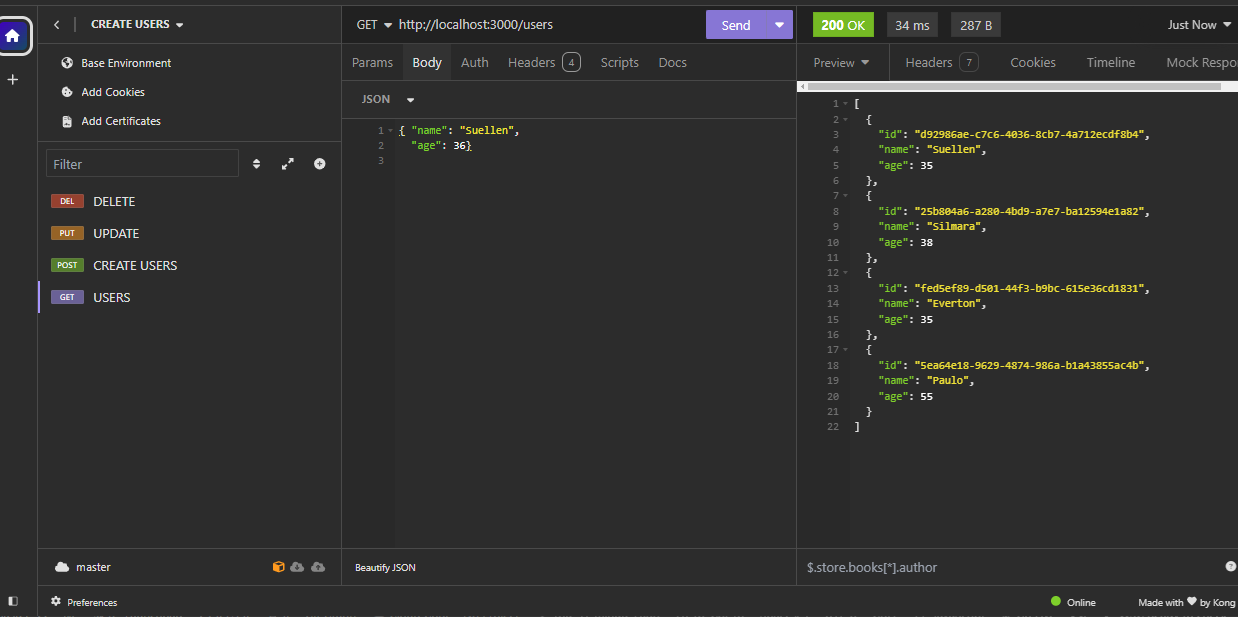 CREATE USERS
Base Environment
Add Cookies
Add Certificates
Filter
DEL DELETE
PUT UPDATE
POST CREATE USERS
GET USERS
master
Preferences
GET http://localhost:3000/users Send
Params Body Auth Headers 4 Scripts Docs
JSON
1 { "name": "Suellen",
2 "age": 36}
3
Beautify JSON
200 OK 34 ms 287 B Just Now
Preview Headers 7 Cookies Timeline Mock Respo
1 [
2 {
3 "id": "d92986ae-c7c6-4036-8cb7-4a712ecdf8b4",
4 "name": "Suellen",
5 "age": 35
6 },
7 {
8 "id": "25b804a6-a280-4bd9-a7e7-ba12594e1a82",
9 "name": "Silmara",
10 "age": 38
11 },
12 {
13 "id": "fed5ef89-d501-44f3-b9bc-615e36cd1831",
14 "name": "Everton",
15 "age": 35
16 },
17 {
18 "id": "5ea64e18-9629-4874-986a-b1a43855ac4b",
19 "name": "Paulo",
20 "age": 55
21 }
22 ]
$.store.books[*].author
Online Made with ♥ by Kong